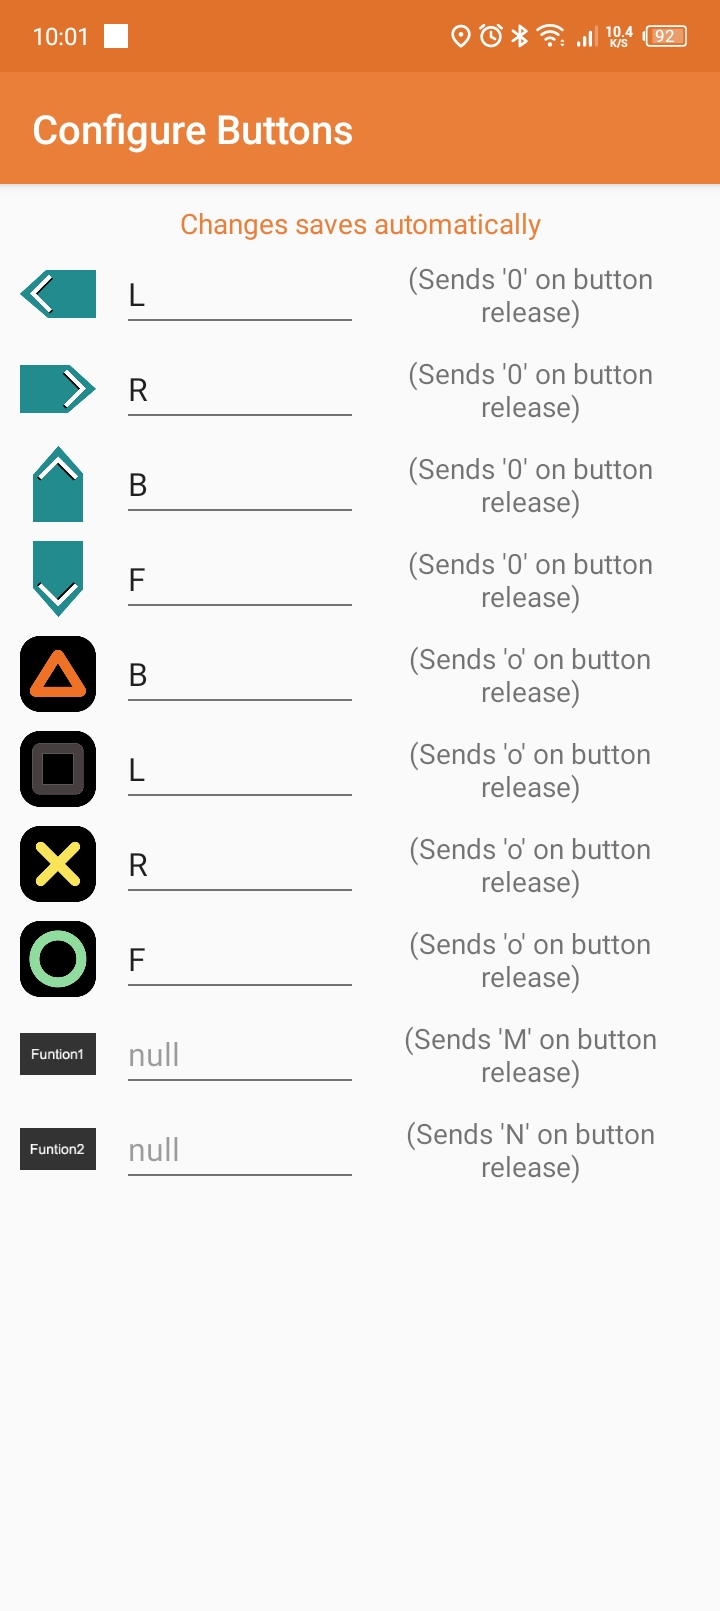 10:01
10.4
K/S
92
Configure Buttons
Changes saves automatically
L
(Sends '0' on button
release)
R
(Sends '0' on button
release)
B
(Sends '0' on button
release)
F
(Sends '0' on button
release)
B
(Sends 'o' on button
release)
L
(Sends 'o' on button
release)
R
(Sends 'o' on button
release)
F
(Sends 'o' on button
release)
Funtion1
null
(Sends 'M' on button
release)
Funtion2
null
(Sends 'N' on button
release)